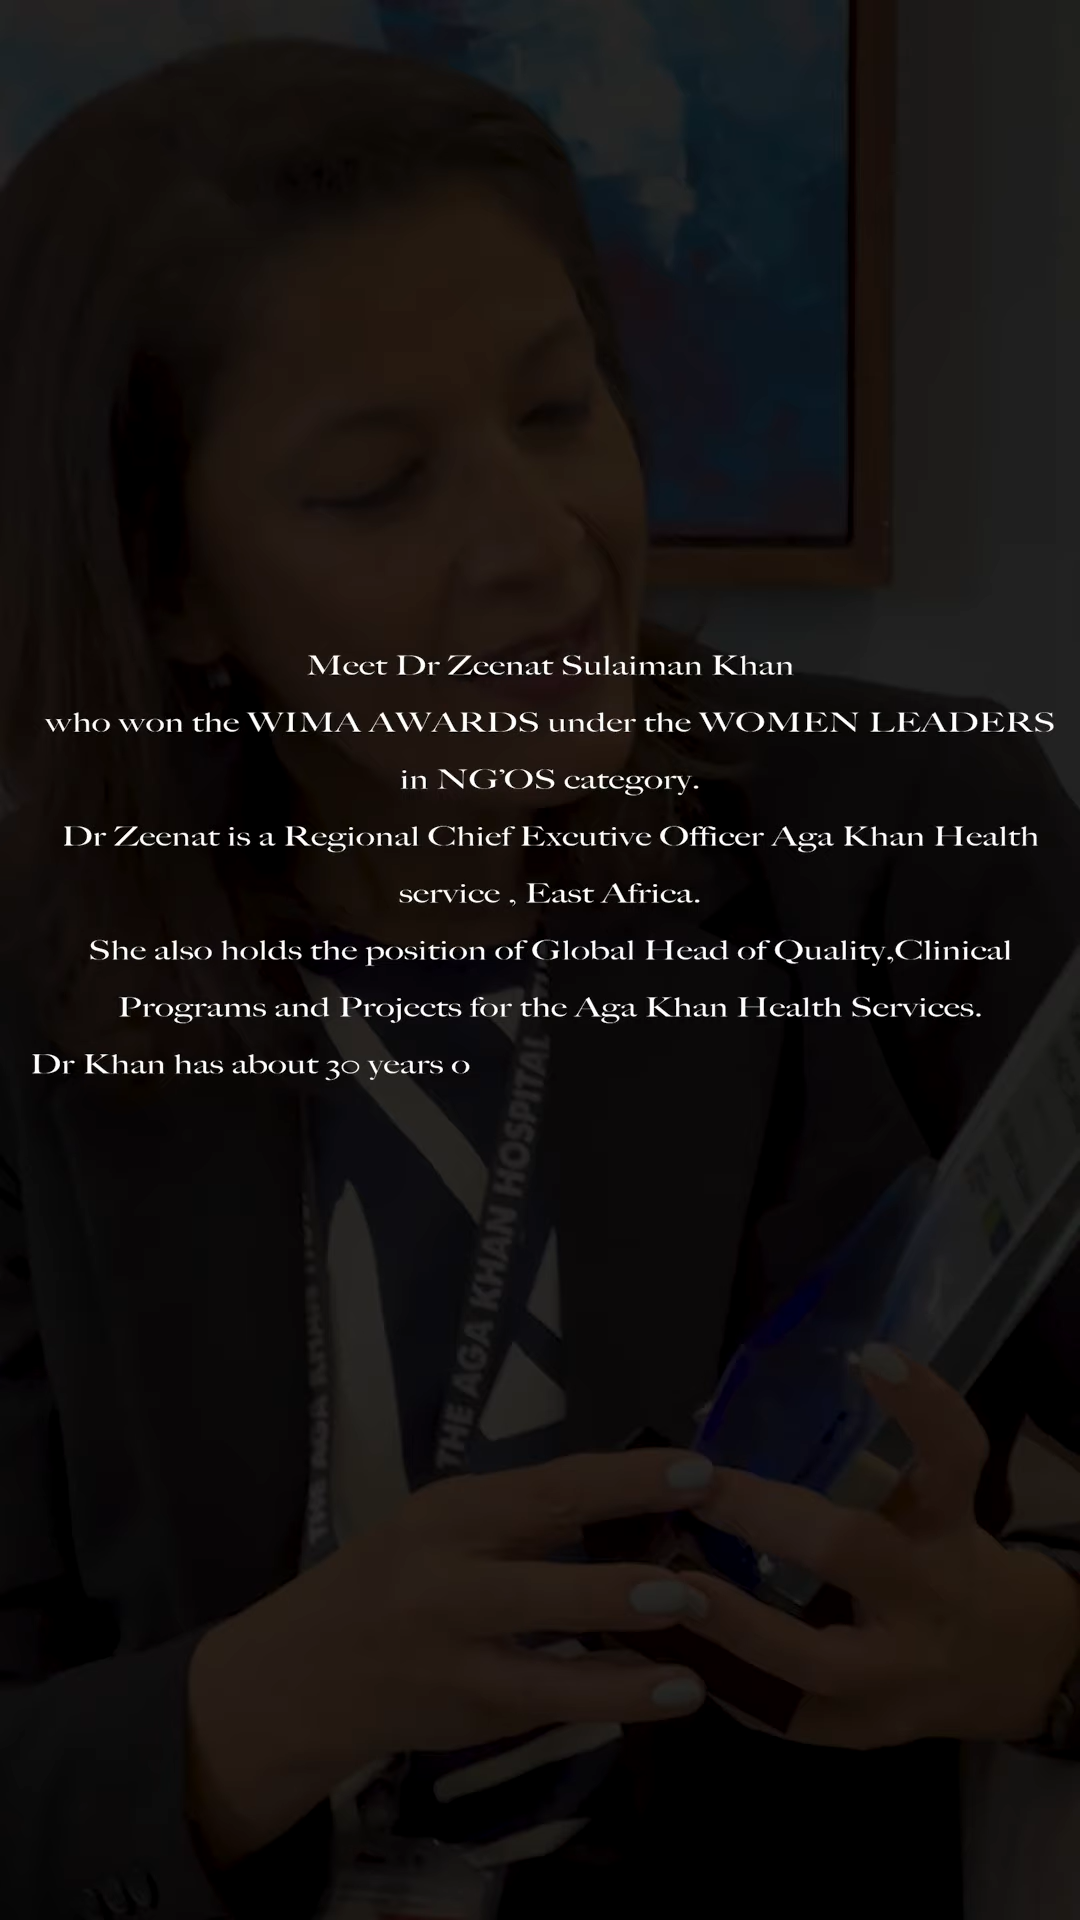 Meet Dr Zeenat Sulaiman Khan
who won the WIMA AWARDS under the WOMEN LEADERS
in NG'OS category.
Dr Zeenat is a Regional Chief Excutive Officer Aga Khan Health
service , East Africa.
She also holds the position of Global Head of Quality,Clinical
Programs and Projects for the Aga Khan Health Services.
Dr Khan has about 30 years o
THE AGA KHAN HOSPITAL
THE AGA KHAN